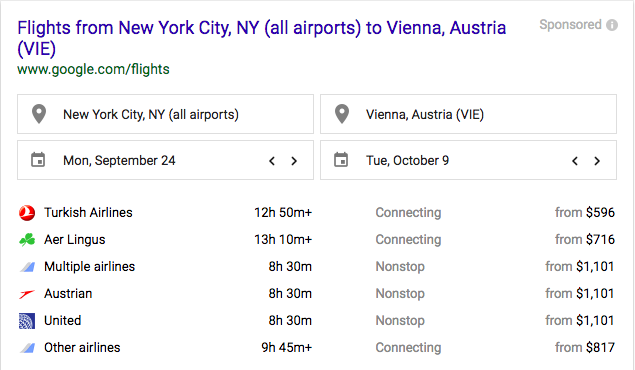 Flights from New York City, NY (all airports) to Vienna, Austria
(VIE)
Sponsored
www.google.com/flights
New York City, NY (all airports) Vienna, Austria (VIE)
Mon, September 24 < > Tue, October 9 < >
Turkish Airlines 12h 50m+ Connecting from $596
Aer Lingus 13h 10m+ Connecting from $716
Multiple airlines 8h 30m Nonstop from $1,101
Austrian 8h 30m Nonstop from $1,101
United 8h 30m Nonstop from $1,101
Other airlines 9h 45m+ Connecting from $817